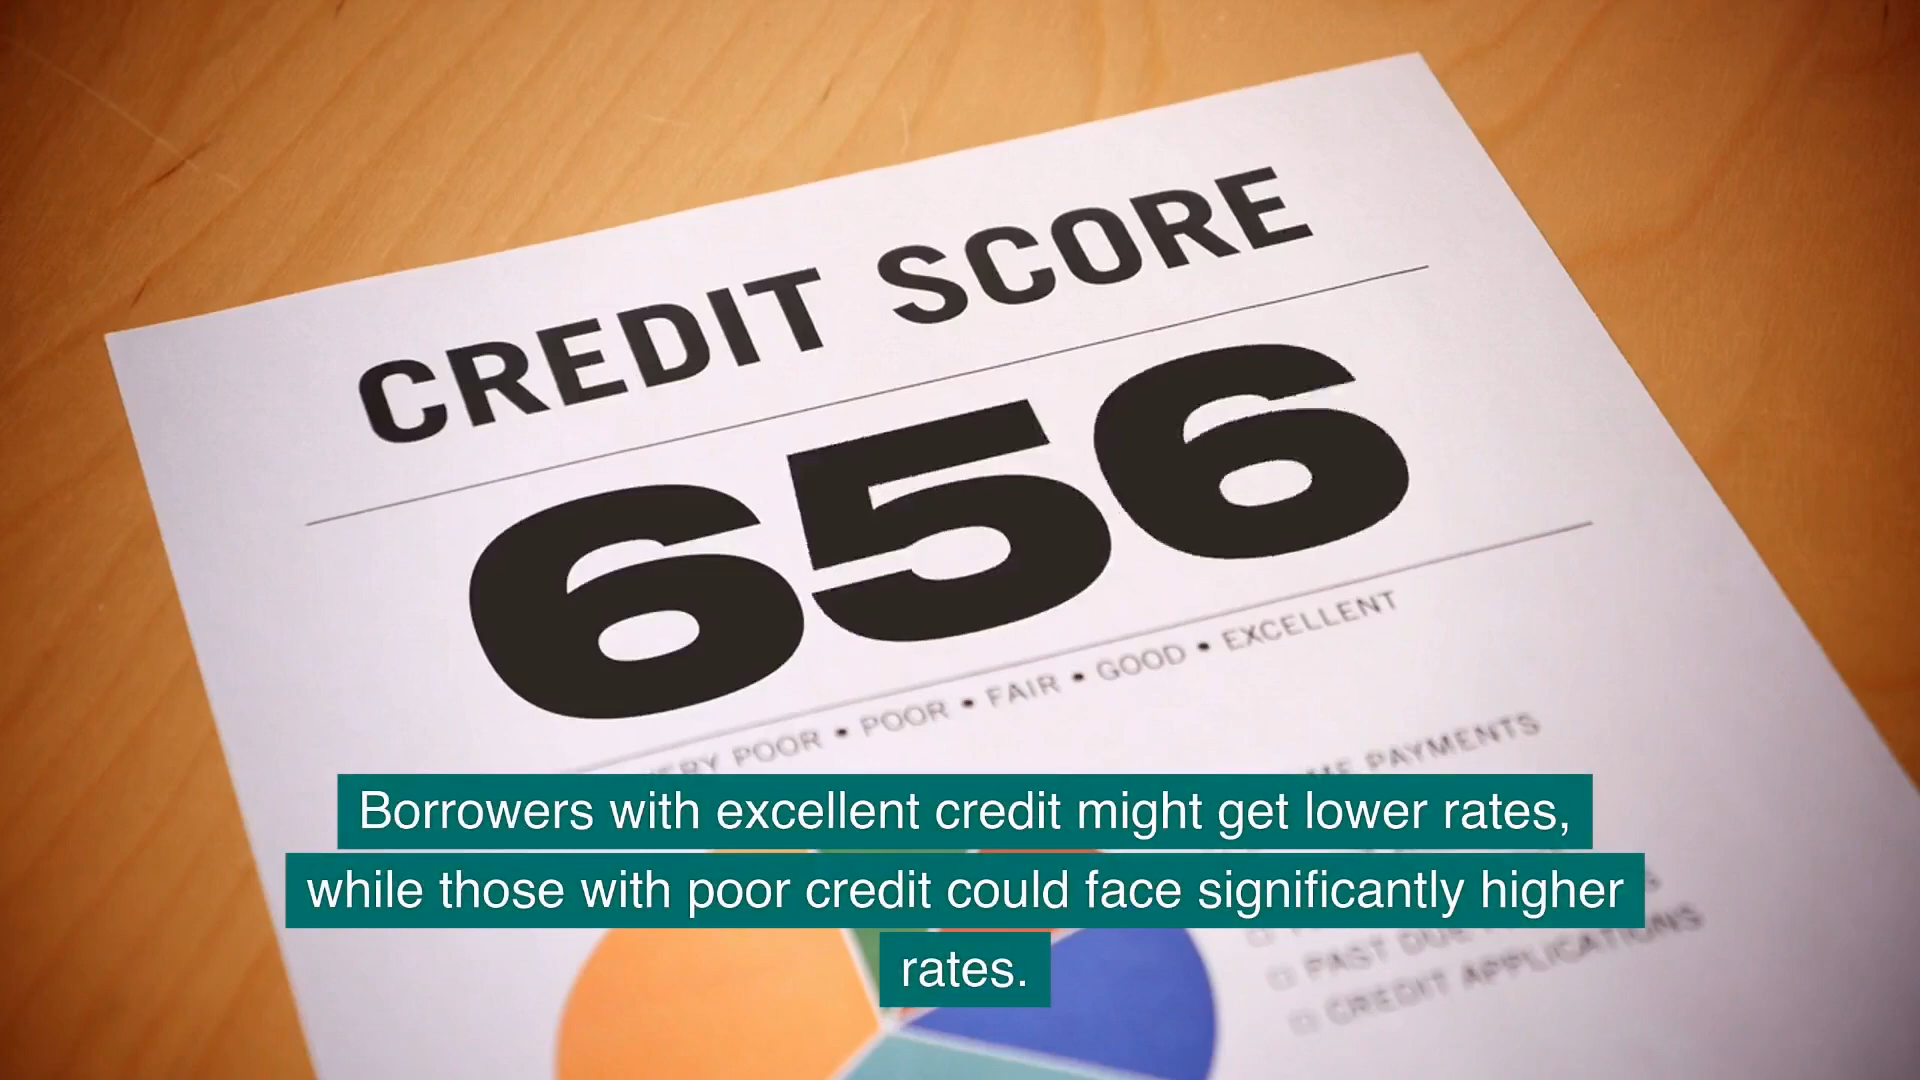 CREDIT SCORE
656
VERY POOR • POOR • FAIR • GOOD • EXCELLENT
PAYMENTS
Borrowers with excellent credit might get lower rates,
while those with poor credit could face significantly higher
rates.
PAST DUE
CREDIT APPLICATIONS